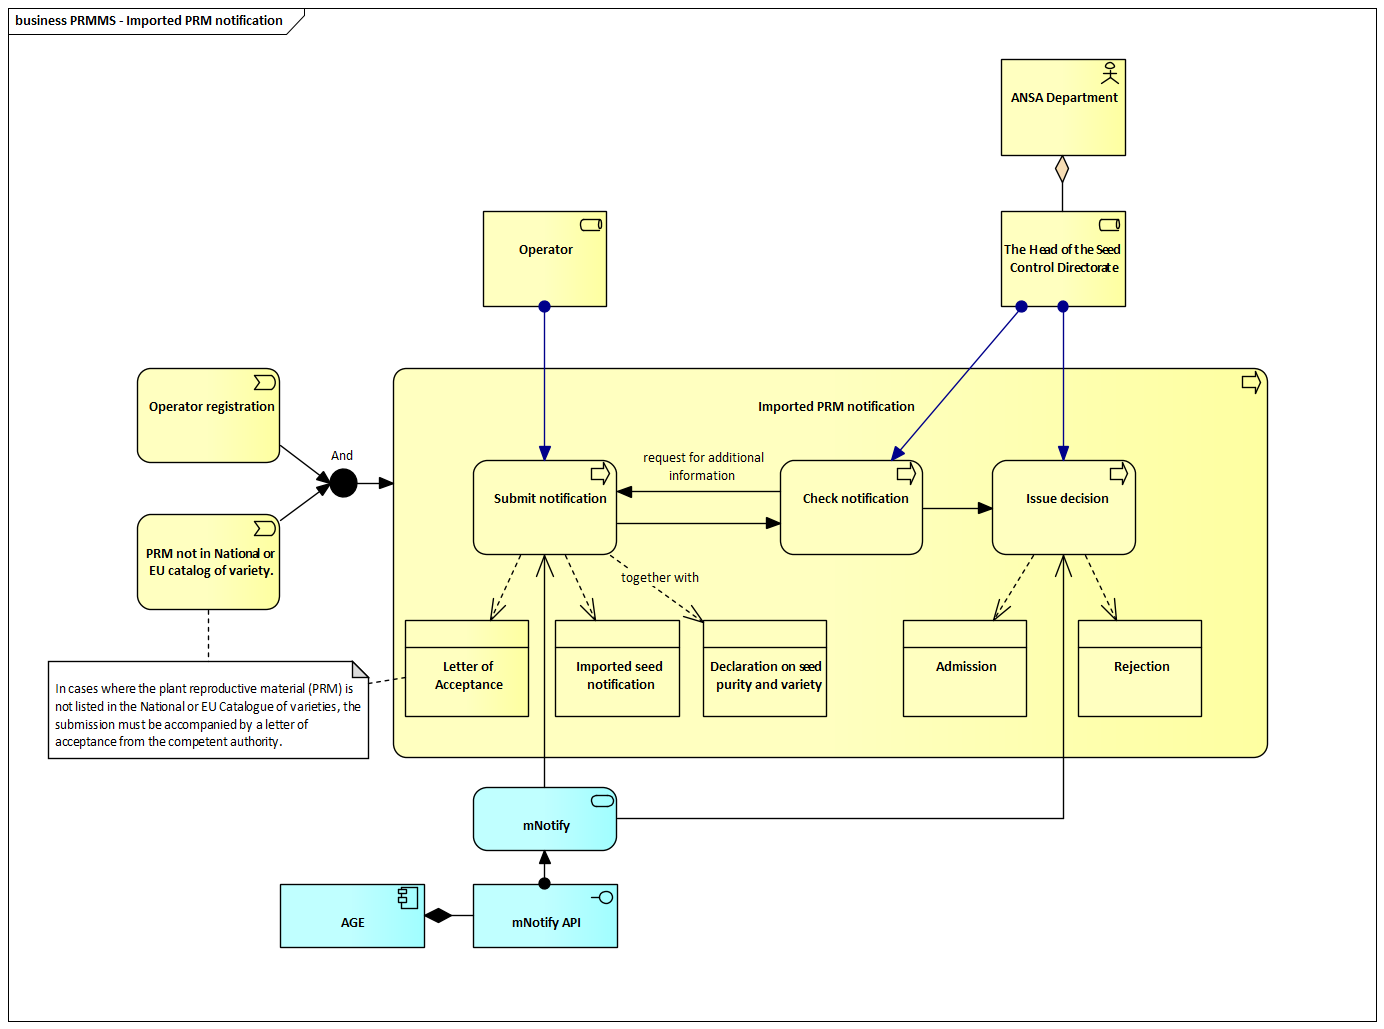 business PRMMS - Imported PRM notification
ANSA Department
Operator
The Head of the Seed
Control Directorate
Operator registration
And
Imported PRM notification
request for additional
information
Submit notification
Check notification
Issue decision
PRM not in National or
EU catalog of variety.
together with
Letter of
Acceptance
Imported seed
notification
Declaration on seed
purity and variety
Admission
Rejection
In cases where the plant reproductive material (PRM) is
not listed in the National or EU Catalogue of varieties, the
submission must be accompanied by a letter of
acceptance from the competent authority.
mNotify
AGE
mNotify API